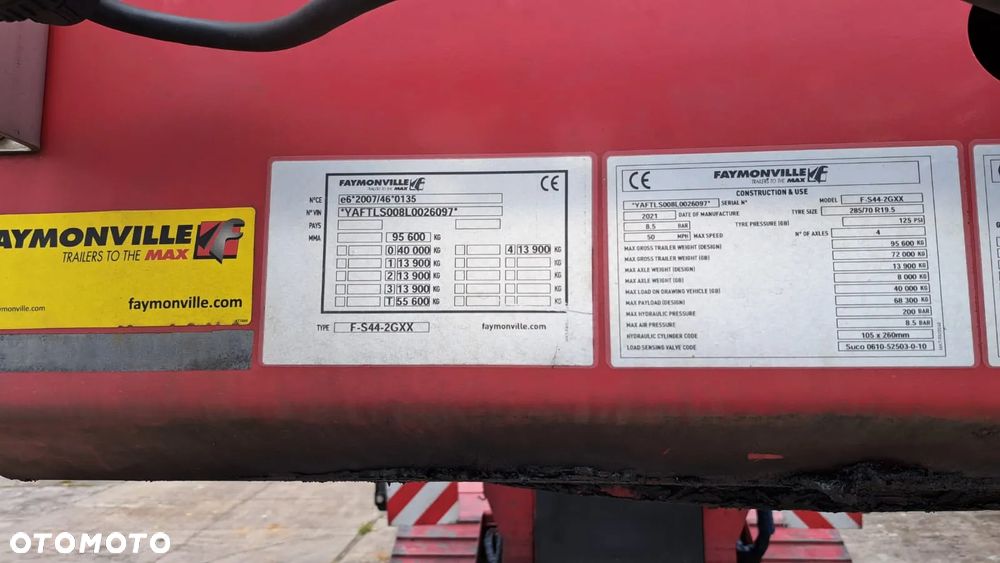 FAYMONVILLE
TRAILERS TO THE MAX
faymonville.com
FAYMONVILLE
TRAILERS TO THE MAX
CE
N°CE e6*2007/46*0135
N°VIN *YAFTLS008L0026097*
PAYS
MMA 95 600 KG
0 40 000 KG 4 13 900 KG
1 13 900 KG KG
2 13 900 KG KG
3 13 900 KG KG
T 55 600 KG KG
TYPE F-S44-2GXX faymonville.com
CE
FAYMONVILLE
TRAILERS TO THE MAX
CONSTRUCTION & USE
*YAFTLS008L0026097* SERIAL N° MODEL F-S44-2GXX
2021 DATE OF MANUFACTURE TYRE SIZE 285/70 R19.5
8.5 BAR TYRE PRESSURE (GB) 125 PSI
50 MPH MAX SPEED N° OF AXLES 4
MAX GROSS TRAILER WEIGHT (DESIGN) 95 600 KG
MAX GROSS TRAILER WEIGHT (GB) 72 000 KG
MAX AXLE WEIGHT (DESIGN) 13 900 KG
MAX AXLE WEIGHT (GB) 8 000 KG
MAX LOAD ON DRAWING VEHICLE (GB) 40 000 KG
MAX PAYLOAD (DESIGN) 68 300 KG
MAX HYDRAULIC PRESSURE 200 BAR
MAX AIR PRESSURE 8.5 BAR
HYDRAULIC CYLINDER CODE 105 x 260mm
LOAD SENSING VALVE CODE Suco 0610-52503-0-10
OTOMOTO